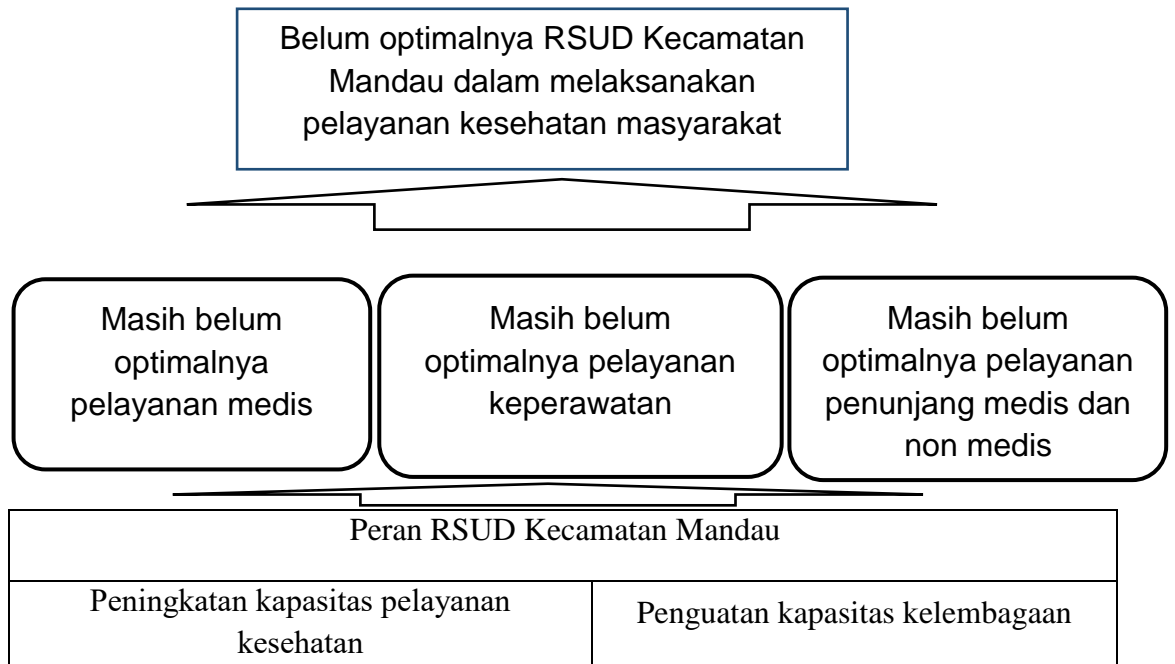 Belum optimalnya RSUD Kecamatan
Mandau dalam melaksanakan
pelayanan kesehatan masyarakat
Masih belum
optimalnya
pelayanan medis
Masih belum
optimalnya pelayanan
keperawatan
Masih belum
optimalnya pelayanan
penunjang medis dan
non medis
Peran RSUD Kecamatan Mandau
Peningkatan kapasitas pelayanan
kesehatan
Penguatan kapasitas kelembagaan